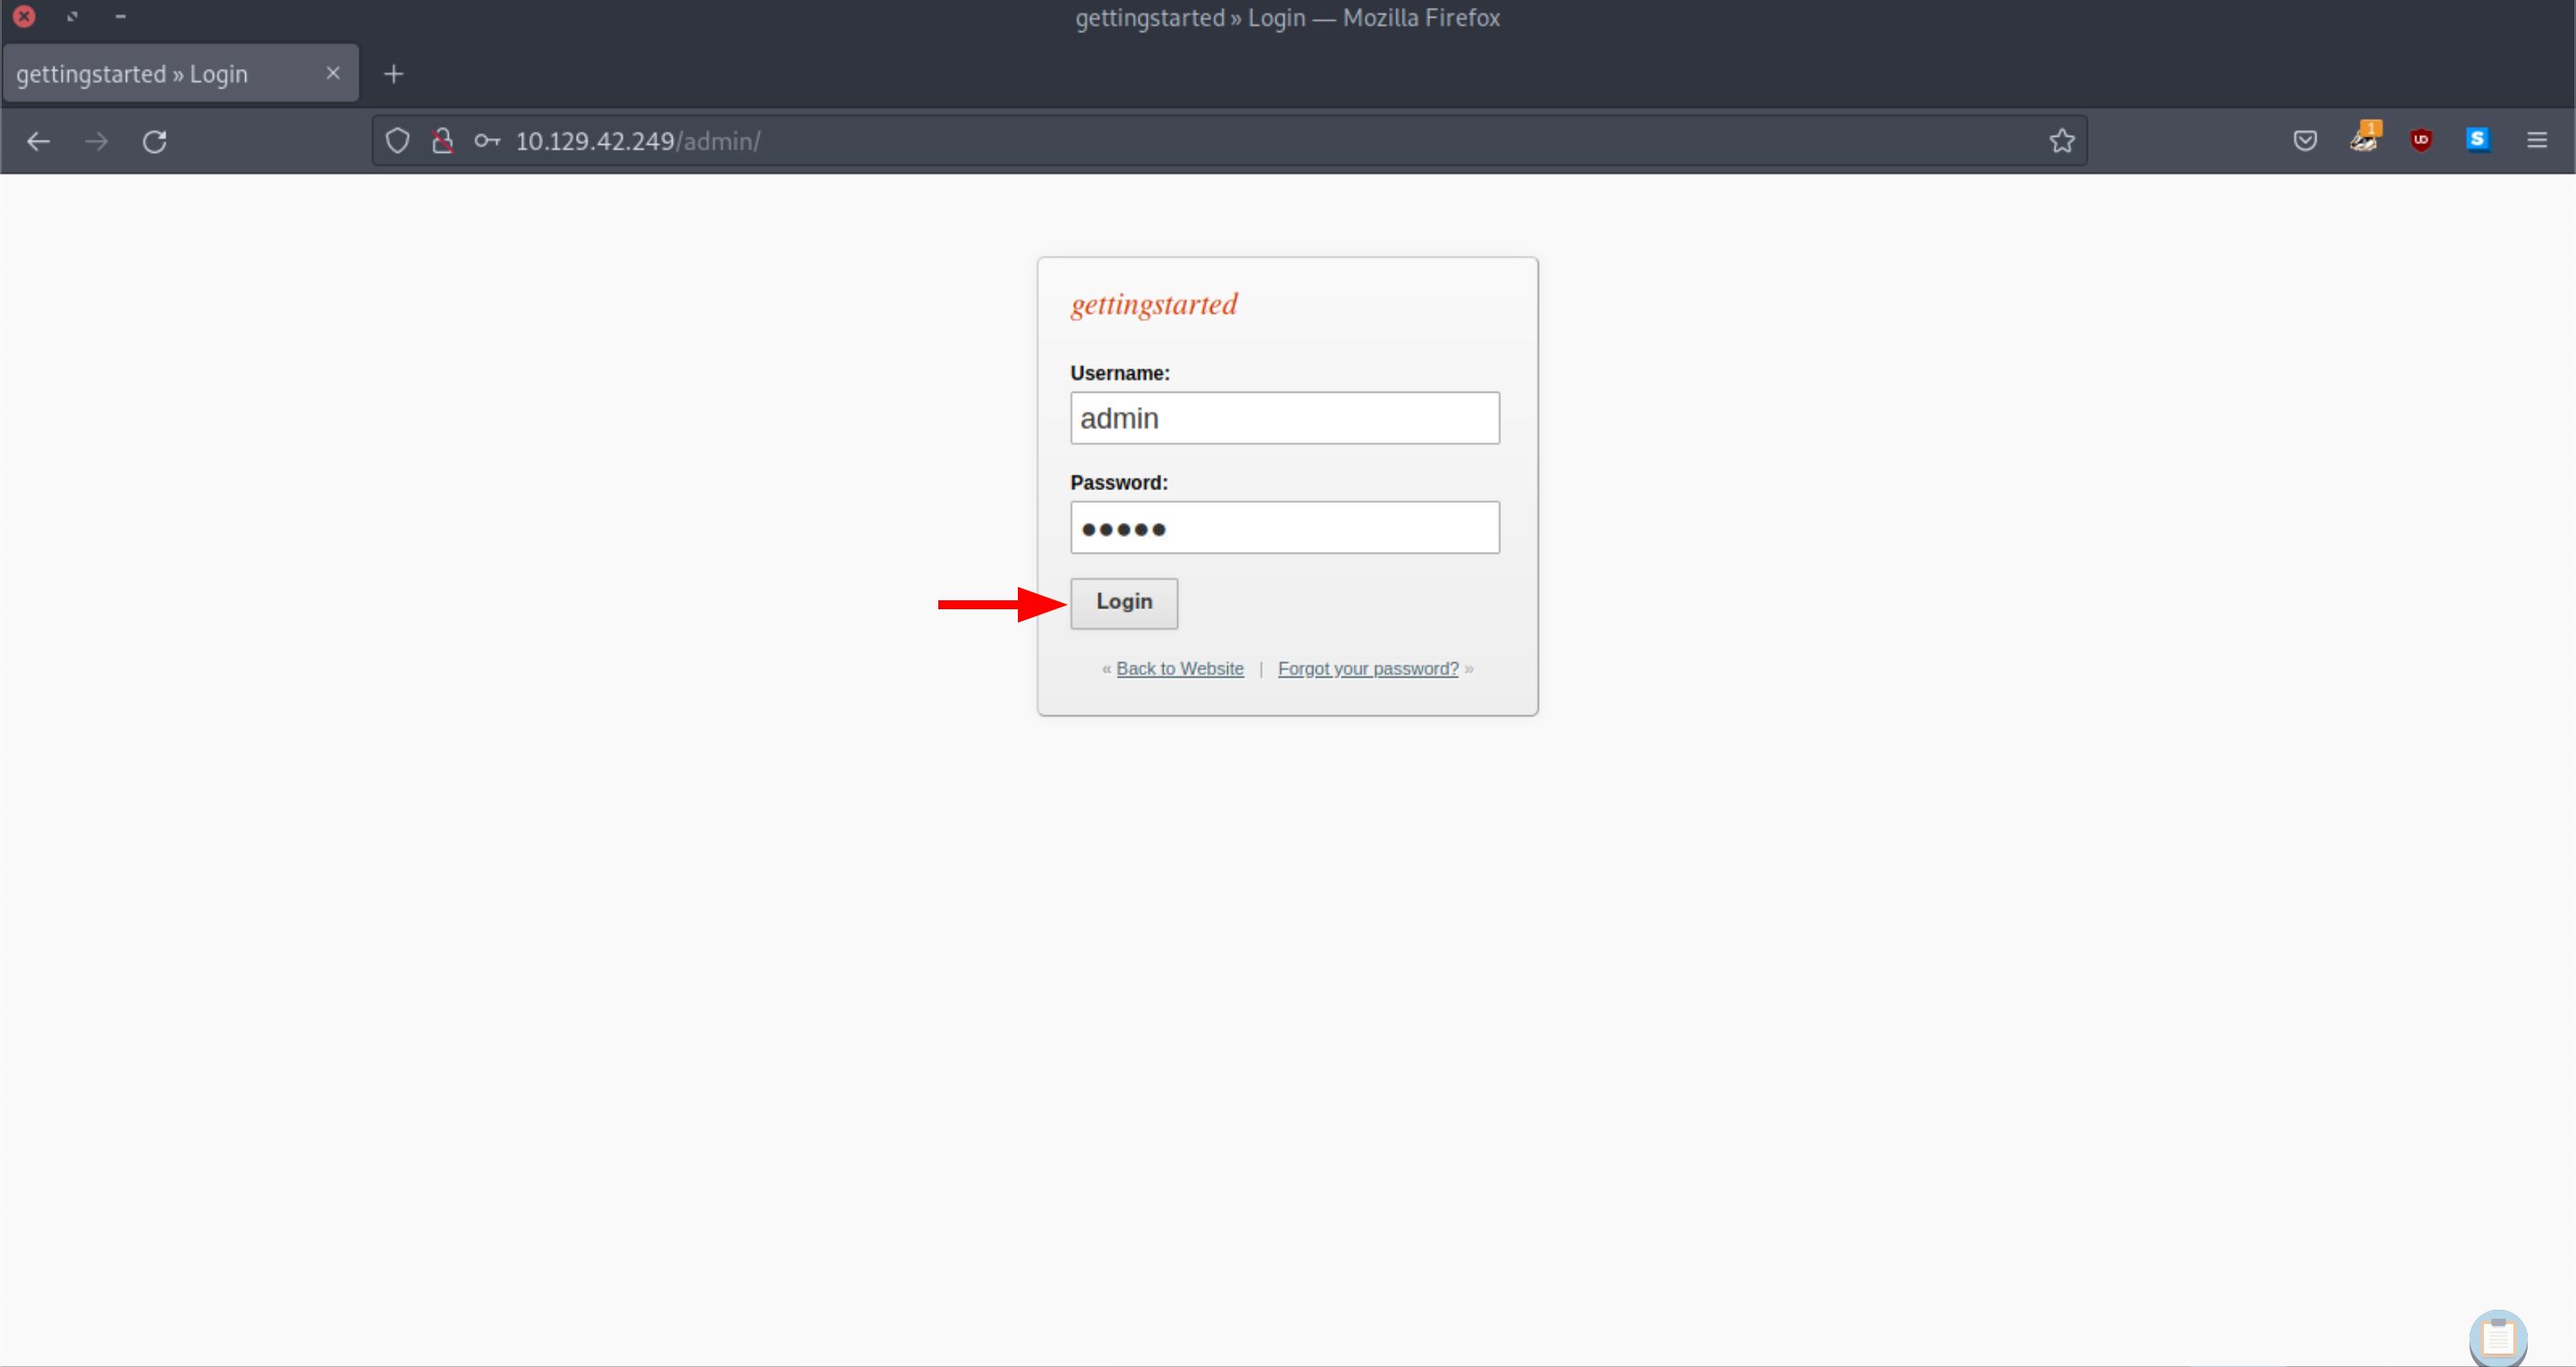 gettingstarted » Login — Mozilla Firefox
gettingstarted » Login
10.129.42.249/admin/
1
S
gettingstarted
Username:
admin
Password:
●●●●●
Login
« Back to Website | Forgot your password? »